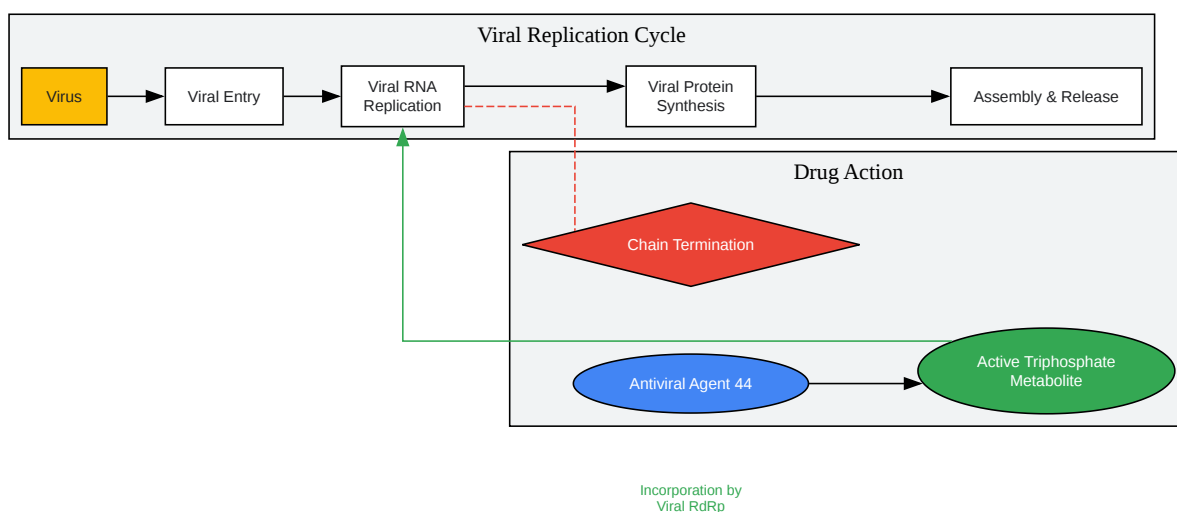 Viral Replication Cycle
Virus
Viral Entry
Viral RNA
Replication
Viral Protein
Synthesis
Assembly & Release
Drug Action
Chain Termination
Antiviral Agent 44
Active Triphosphate
Metabolite
Incorporation by
Viral RdRp